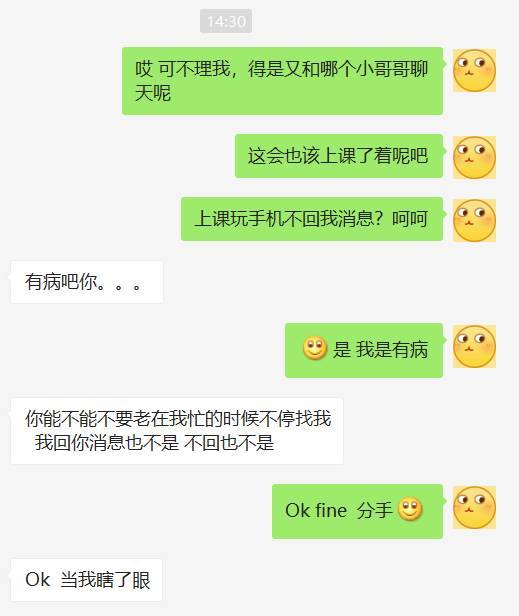 14:30
哎 可不理我，得是又和哪个小哥哥聊
天呢
这会也该上课了着呢吧
上课玩手机不回我消息？呵呵
有病吧你。。。
是 我是有病
你能不能不要老在我忙的时候不停找我
我回你消息也不是 不回也不是
Ok fine 分手
Ok 当我瞎了眼